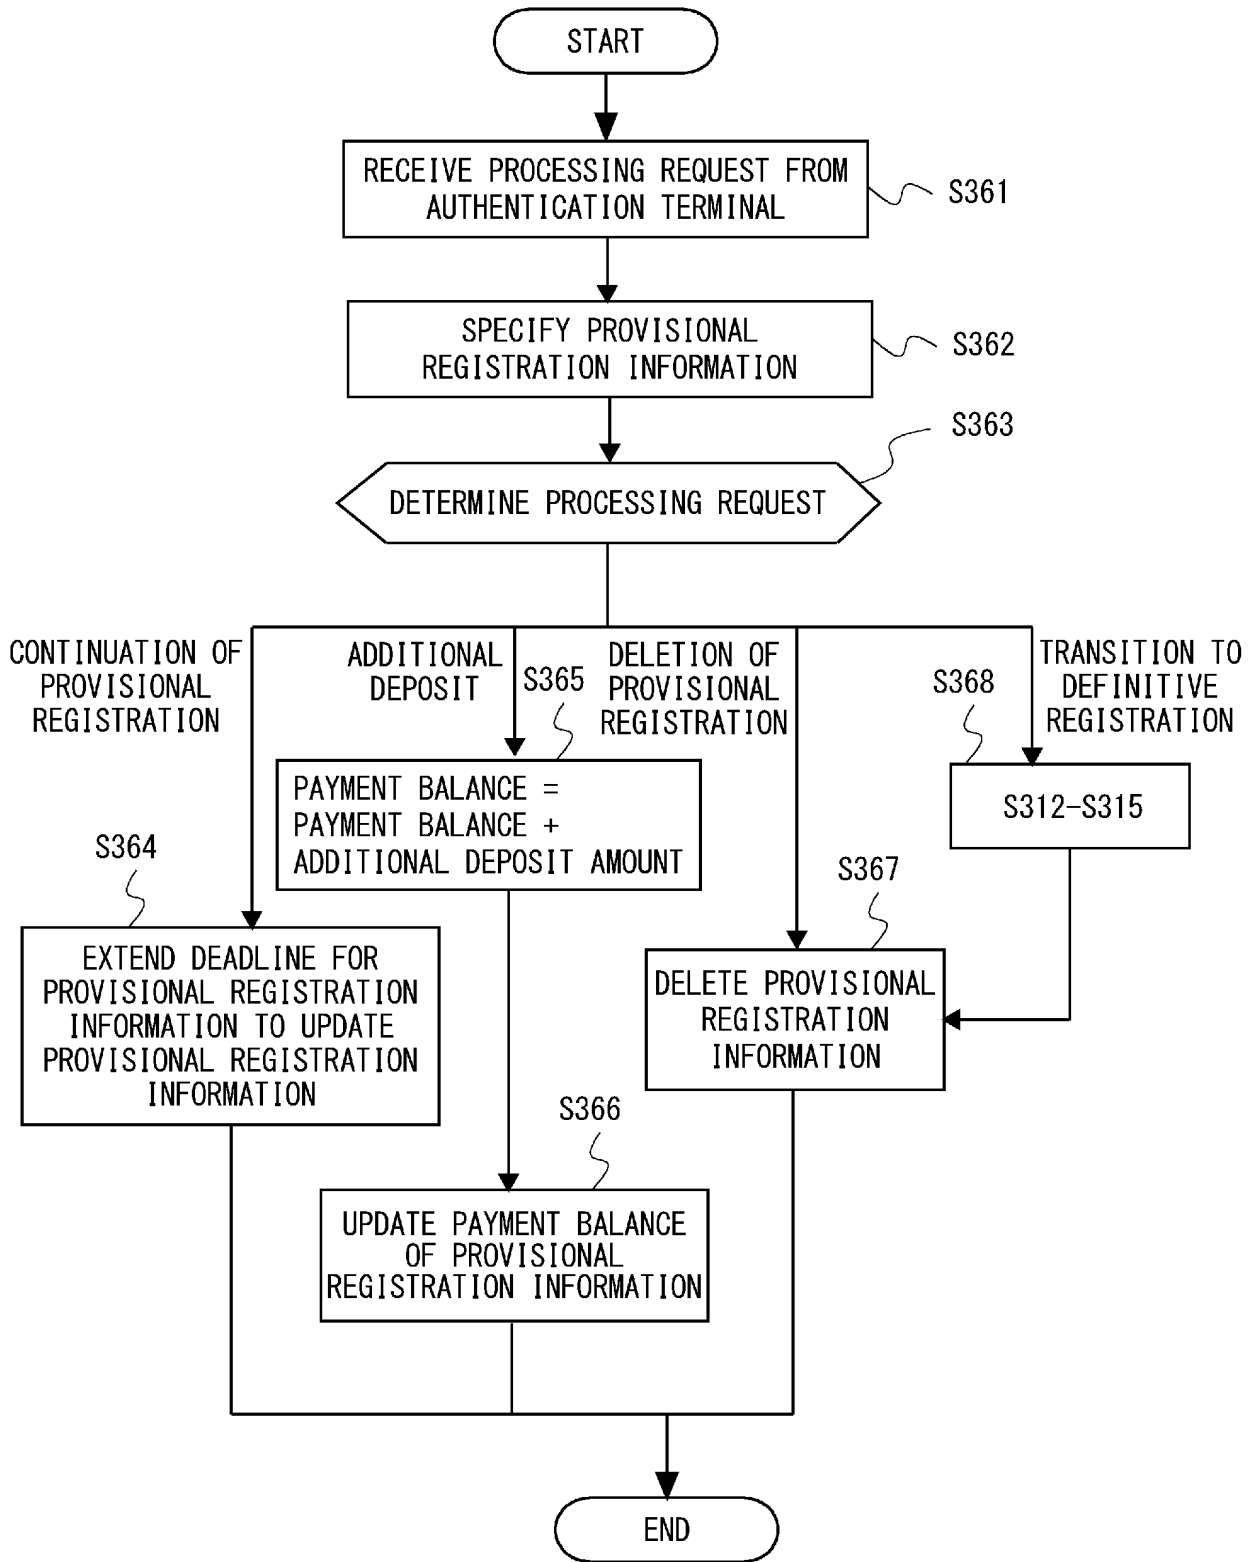 START
RECEIVE PROCESSING REQUEST FROM
AUTHENTICATION TERMINAL
S361
SPECIFY PROVISIONAL
REGISTRATION INFORMATION
S362
S363
DETERMINE PROCESSING REQUEST
CONTINUATION OF
PROVISIONAL
REGISTRATION
ADDITIONAL
DEPOSIT
DELETION OF
PROVISIONAL
REGISTRATION
TRANSITION TO
DEFINITIVE
REGISTRATION
S365
S368
PAYMENT BALANCE =
PAYMENT BALANCE +
ADDITIONAL DEPOSIT AMOUNT
S312-S315
S364
S367
EXTEND DEADLINE FOR
PROVISIONAL REGISTRATION
INFORMATION TO UPDATE
PROVISIONAL REGISTRATION
INFORMATION
DELETE PROVISIONAL
REGISTRATION
INFORMATION
S366
UPDATE PAYMENT BALANCE
OF PROVISIONAL
REGISTRATION INFORMATION
END